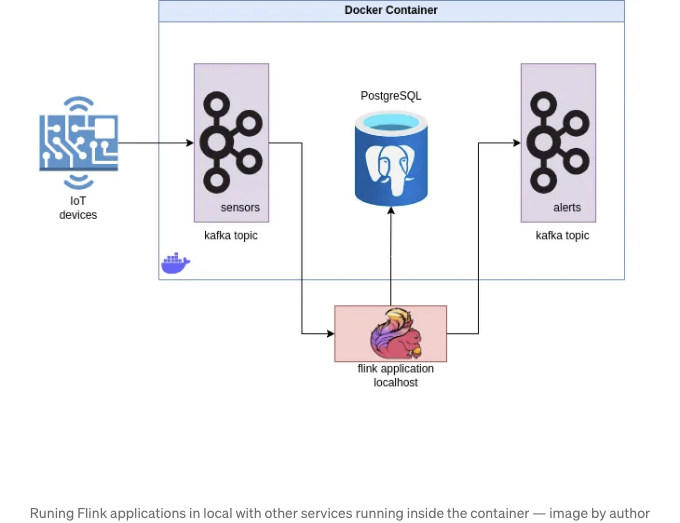 Docker Container
PostgreSQL
IoT
devices
sensors
alerts
kafka topic
kafka topic
flink application
localhost
Runing Flink applications in local with other services running inside the container — image by author